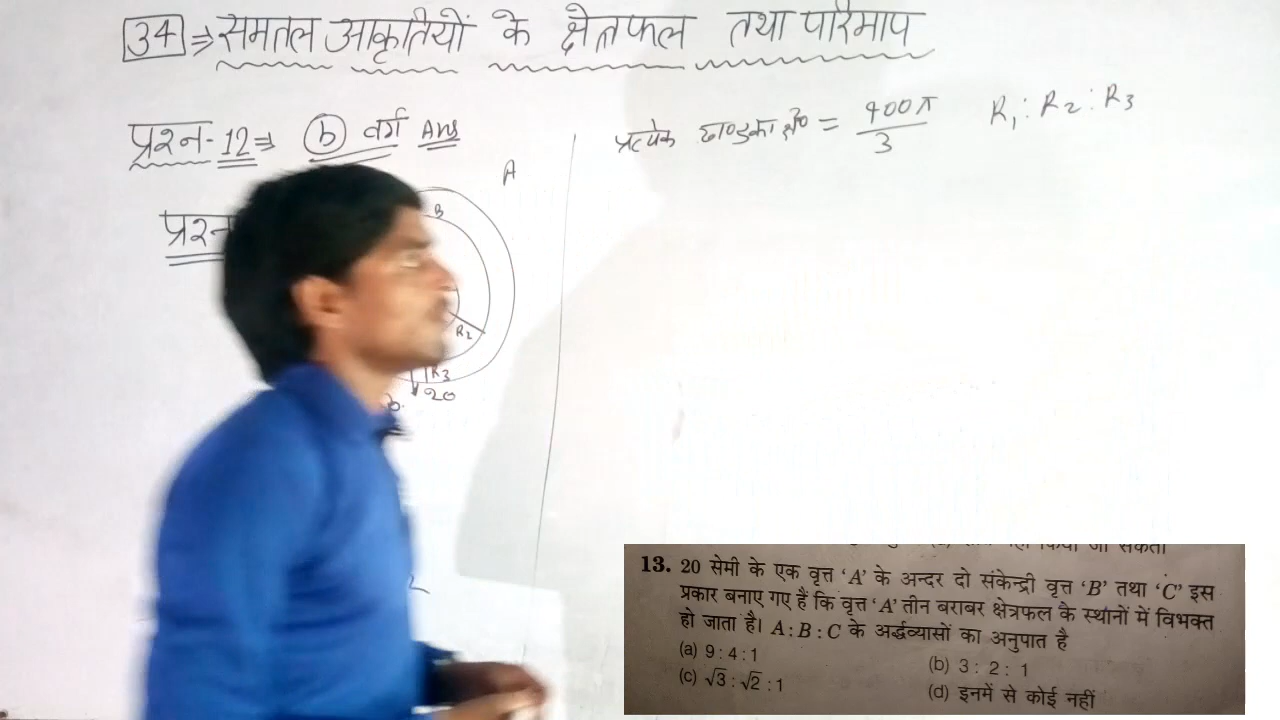 34 ⇒ समतल आकृतियों के क्षेत्रफल तथा परिमाप
प्रश्न-12⇒ (b) वर्ग Ans
प्रश्न
A
B
R2
R3
20
प्रत्येक खण्ड का क्षे० = 400π/3 R1 : R2 : R3
13. 20 सेमी के एक वृत्त 'A' के अन्दर दो संकेन्द्री वृत्त 'B' तथा 'C' इस
प्रकार बनाए गए हैं कि वृत्त 'A' तीन बराबर क्षेत्रफल के स्थानों में विभक्त
हो जाता है। A : B : C के अर्द्धव्यासों का अनुपात है
(a) 9 : 4 : 1 (b) 3 : 2 : 1
(c) √3 : √2 : 1 (d) इनमें से कोई नहीं